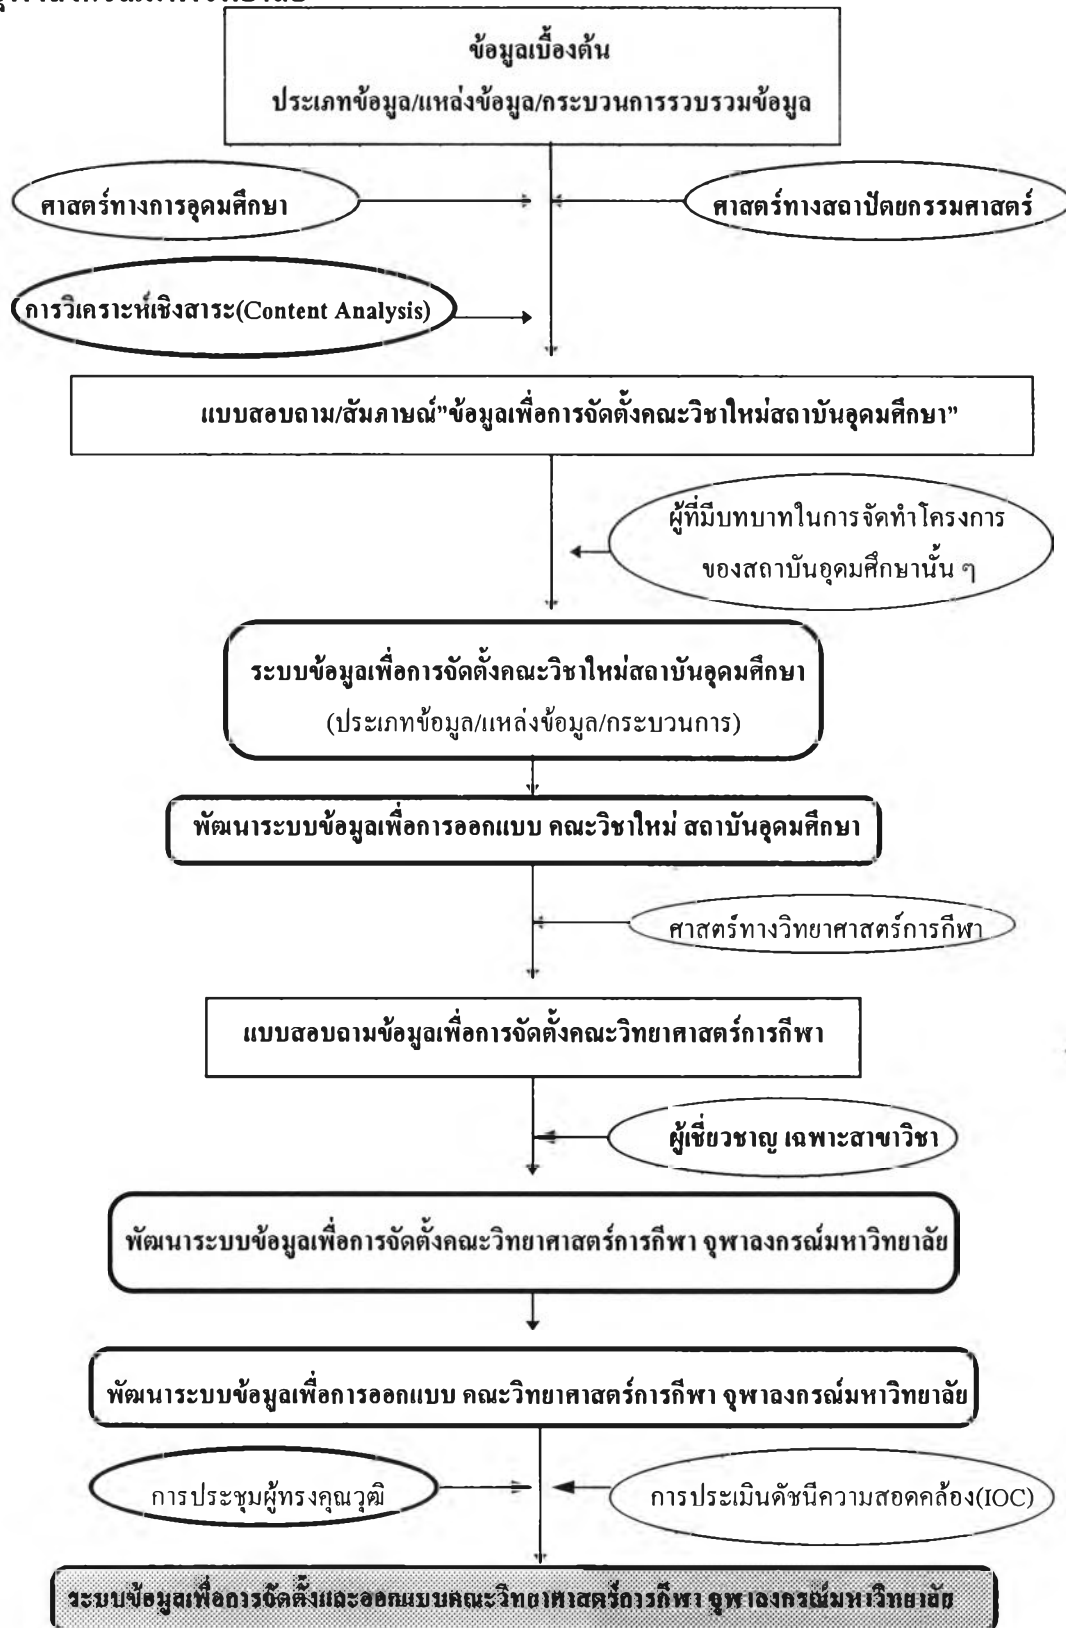 ข้อมูลเบื้องต้น
ประเภทข้อมูล/แหล่งข้อมูล/กระบวนการรวบรวมข้อมูล
ศาสตร์ทางการอุดมศึกษา
ศาสตร์ทางสถาปัตยกรรมศาสตร์
การวิเคราะห์เชิงสาระ(Content Analysis)
แบบสอบถาม/สัมภาษณ์”ข้อมูลเพื่อการจัดตั้งคณะวิชาใหม่สถาบันอุดมศึกษา”
ผู้ที่มีบทบาทในการจัดทำโครงการ
ของสถาบันอุดมศึกษานั้น ๆ
ระบบข้อมูลเพื่อการจัดตั้งคณะวิชาใหม่สถาบันอุดมศึกษา
(ประเภทข้อมูล/แหล่งข้อมูล/กระบวนการ)
พัฒนาระบบข้อมูลเพื่อการออกแบบ คณะวิชาใหม่ สถาบันอุดมศึกษา
ศาสตร์ทางวิทยาศาสตร์การกีฬา
แบบสอบถามข้อมูลเพื่อการจัดตั้งคณะวิทยาศาสตร์การกีฬา
ผู้เชี่ยวชาญ เฉพาะสาขาวิชา
พัฒนาระบบข้อมูลเพื่อการจัดตั้งคณะวิทยาศาสตร์การกีฬา จุฬาลงกรณ์มหาวิทยาลัย
พัฒนาระบบข้อมูลเพื่อการออกแบบ คณะวิทยาศาสตร์การกีฬา จุฬาลงกรณ์มหาวิทยาลัย
การประชุมผู้ทรงคุณวุฒิ
การประเมินดัชนีความสอดคล้อง(IOC)
ระบบข้อมูลเพื่อการจัดตั้งและออกแบบคณะวิทยาศาสตร์การกีฬา จุฬาลงกรณ์มหาวิทยาลัย